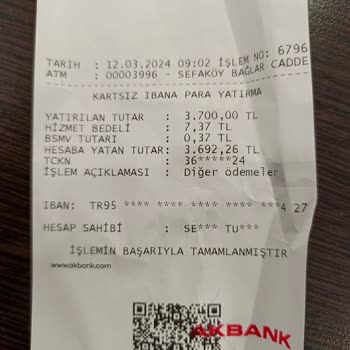 TARİH : 12.03.2024 09:02 İŞLEM NO: 6796
ATM : 00003996 - SEFAKÖY BAĞLAR CADDE
KARTSIZ IBANA PARA YATIRMA
YATIRILAN TUTAR : 3.700,00 TL
HİZMET BEDELİ : 7,37 TL
BSMV TUTARI : 0,37 TL
HESABA YATAN TUTAR: 3.692,26 TL
TCKN : 36*****24
İŞLEM AÇIKLAMASI : Diğer ödemeler
IBAN: TR95 **** **** **** **** ***4 27
HESAP SAHİBİ : SE*** TU***
İŞLEMİN BAŞARIYLA TAMAMLANMIŞTIR
www.akbank.com
AKBANK